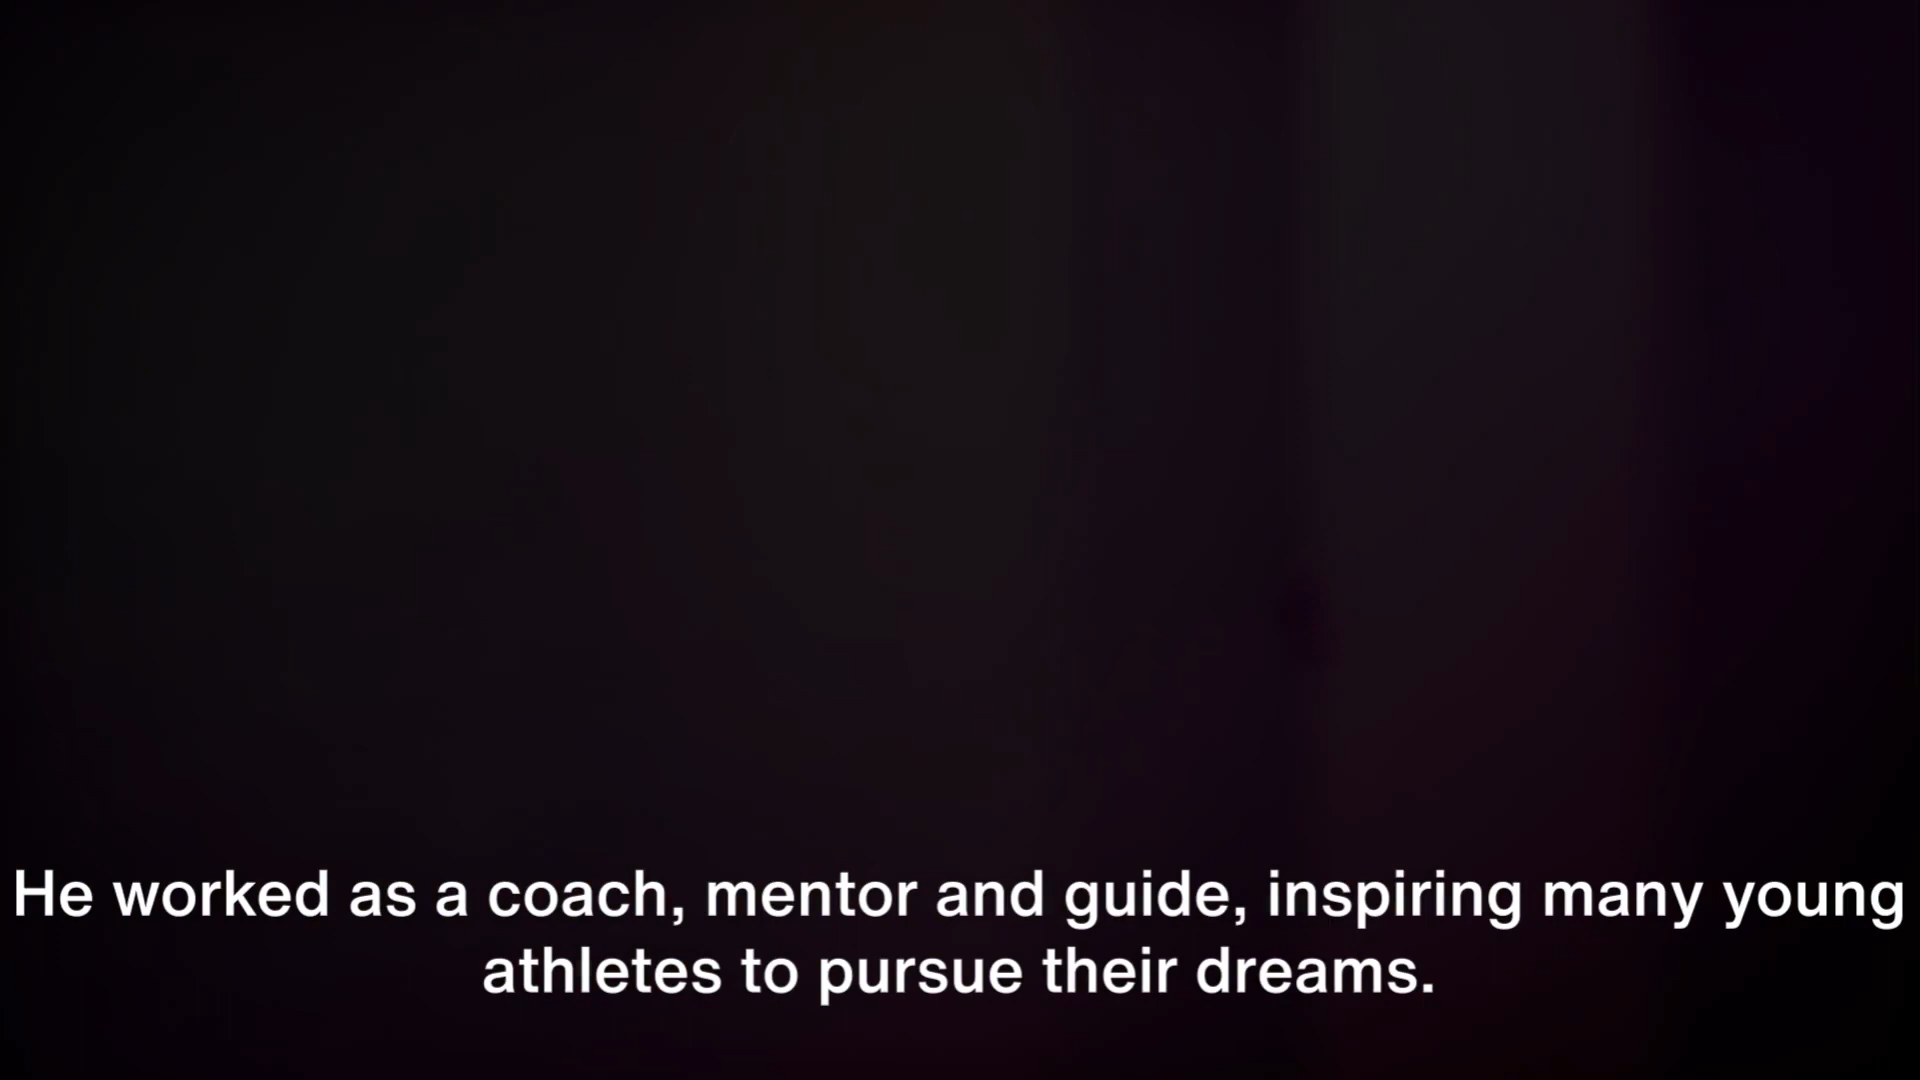 He worked as a coach, mentor and guide, inspiring many young
athletes to pursue their dreams.